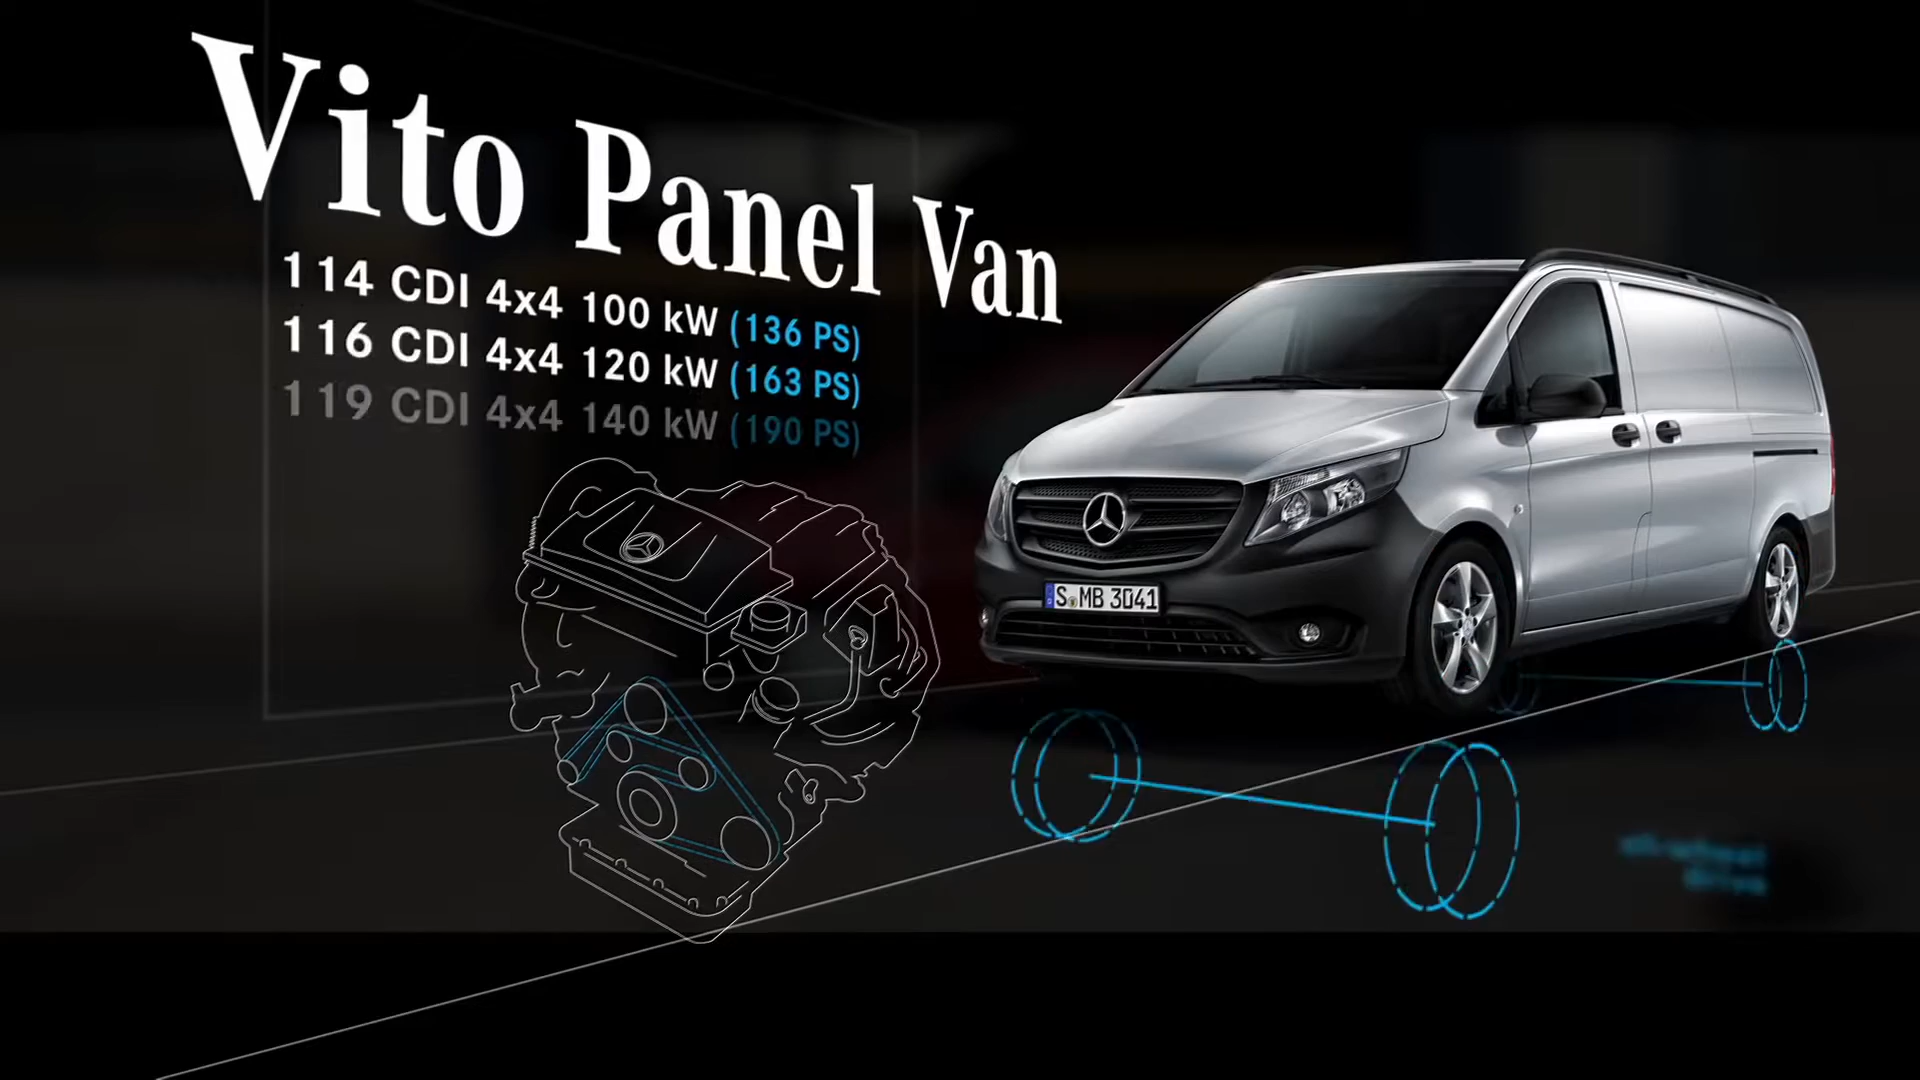 Vito Panel Van
114 CDI 4x4 100 kW (136 PS)
116 CDI 4x4 120 kW (163 PS)
119 CDI 4x4 140 kW (190 PS)
S MB 3041